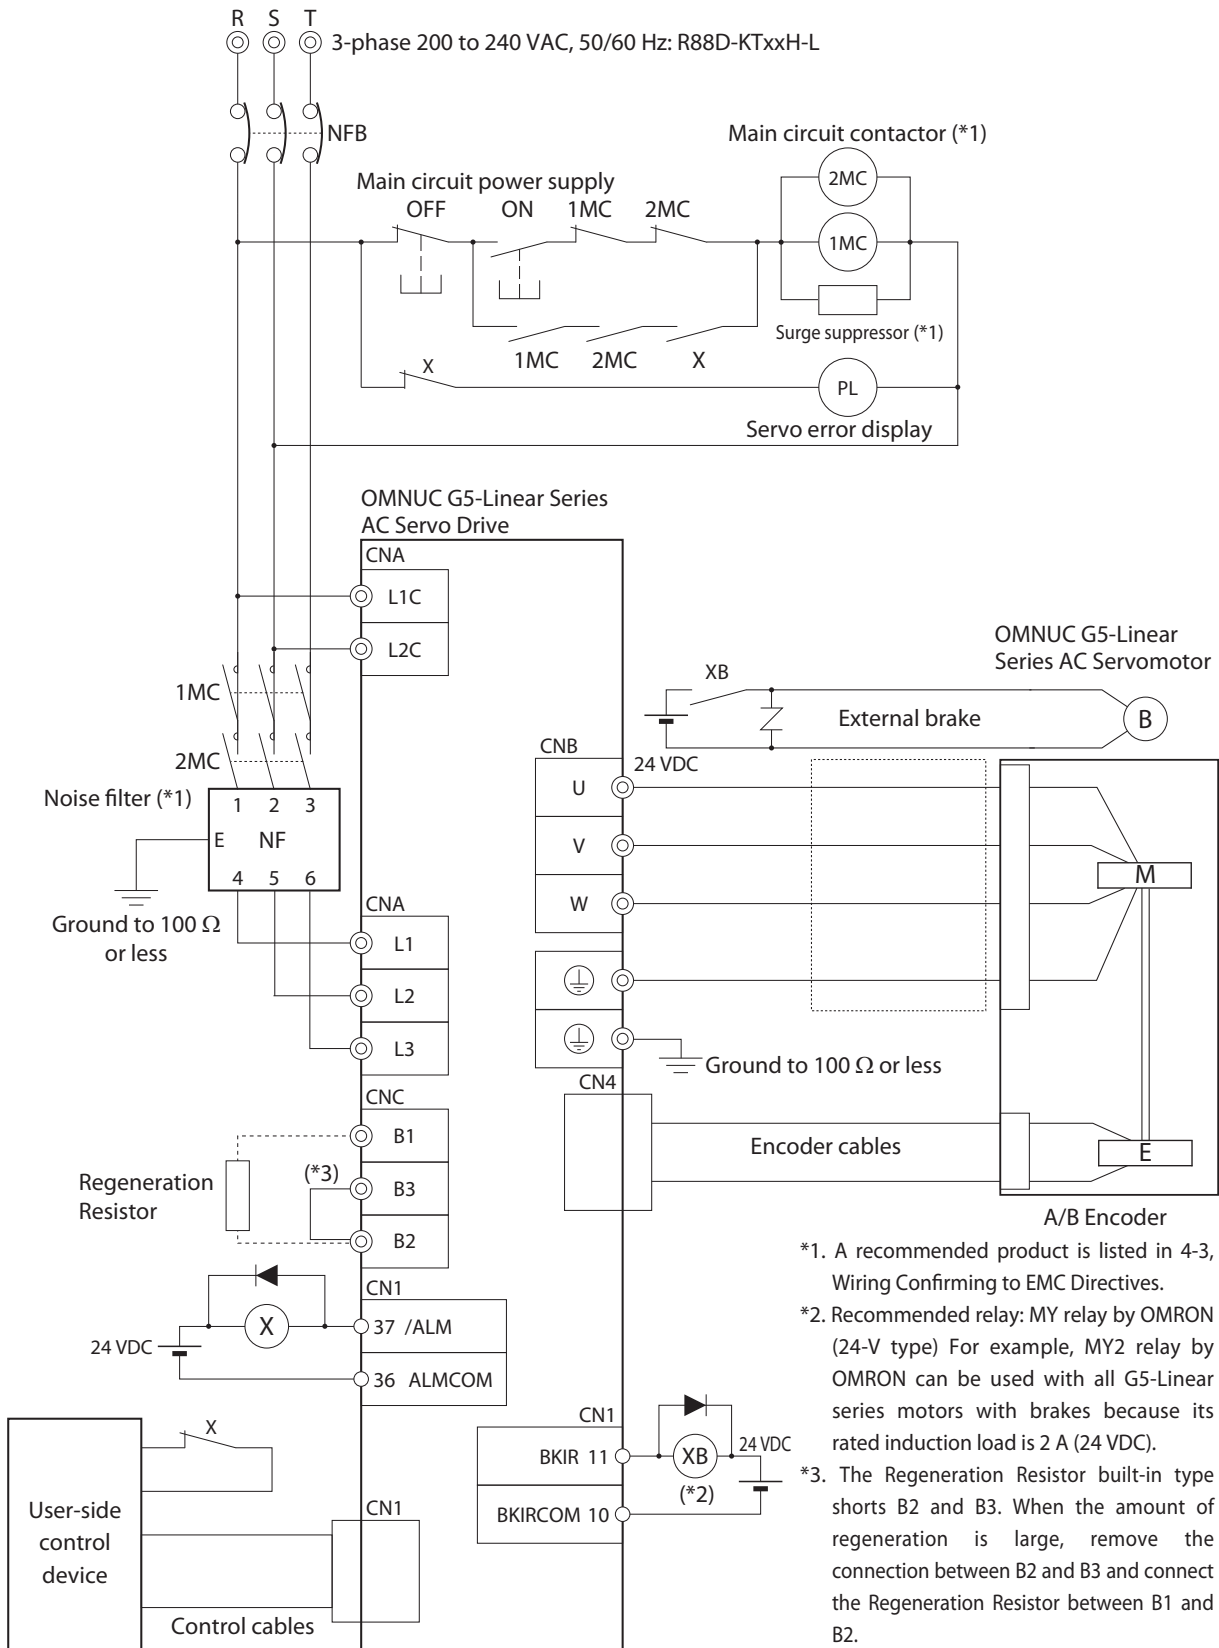 R S T
3-phase 200 to 240 VAC, 50/60 Hz: R88D-KTxxH-L
NFB
Main circuit contactor (*1)
2MC
Main circuit power supply
OFF ON 1MC 2MC
1MC
Surge suppressor (*1)
1MC 2MC X
X
PL
Servo error display
OMNUC G5-Linear Series
AC Servo Drive
CNA
L1C
L2C
OMNUC G5-Linear
Series AC Servomotor
1MC
XB
External brake
B
2MC
CNB
24 VDC
Noise filter (*1)
1 2 3
E NF
4 5 6
Ground to 100 Ω
or less
U
V
W
M
CNA
L1
L2
L3
Ground to 100 Ω or less
CN4
CNC
B1
Encoder cables
E
Regeneration
Resistor
(*3)
B3
B2
A/B Encoder
CN1
X
37 /ALM
24 VDC
36 ALMCOM
CN1
BKIR 11
XB
24 VDC
(*2)
BKIRCOM 10
X
User-side
control
device
CN1
Control cables
*1. A recommended product is listed in 4-3,
Wiring Confirming to EMC Directives.
*2. Recommended relay: MY relay by OMRON
(24-V type) For example, MY2 relay by
OMRON can be used with all G5-Linear
series motors with brakes because its
rated induction load is 2 A (24 VDC).
*3. The Regeneration Resistor built-in type
shorts B2 and B3. When the amount of
regeneration is large, remove the
connection between B2 and B3 and connect
the Regeneration Resistor between B1 and
B2.